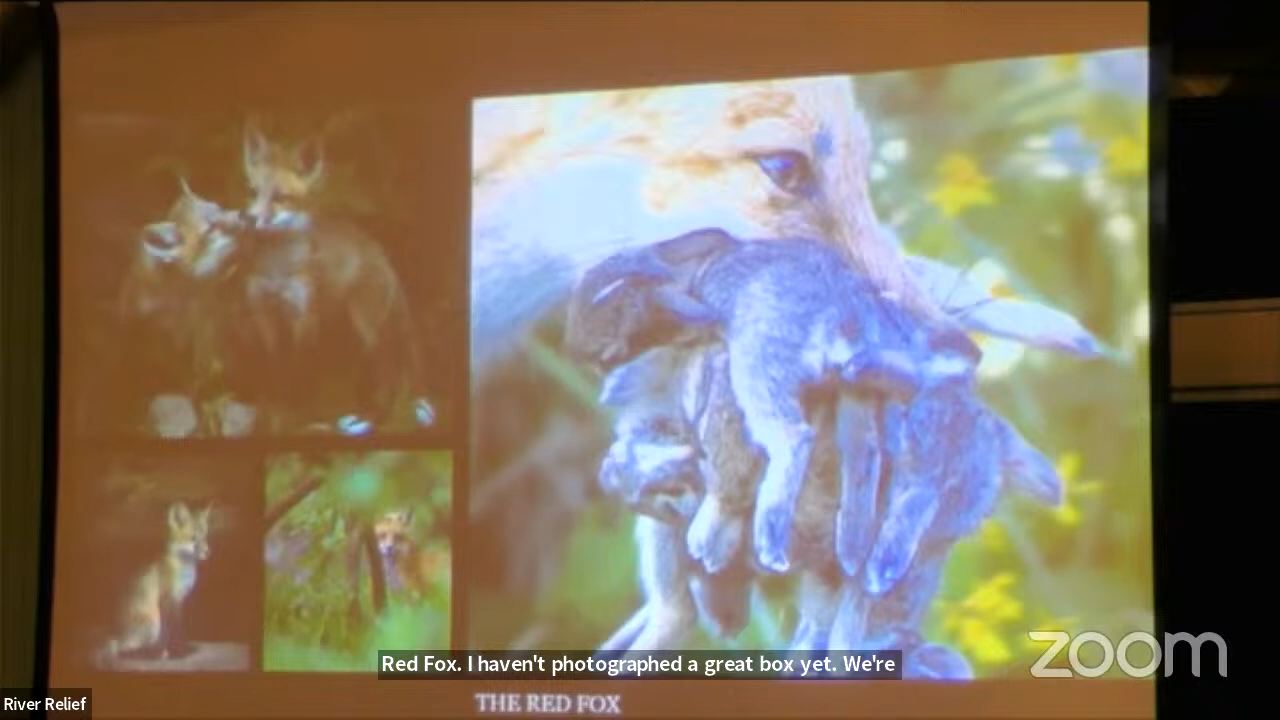 Red Fox. I haven't photographed a great box yet. We're
zoom
River Relief
THE RED FOX